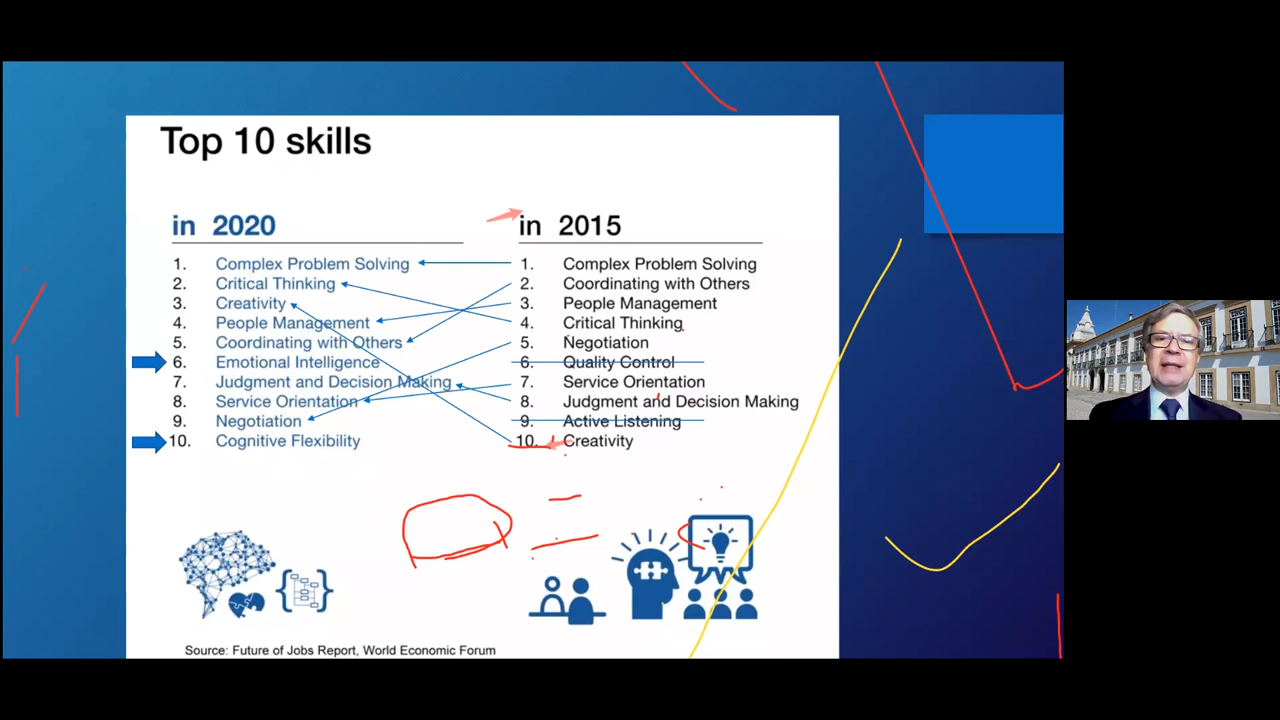 Top 10 skills
in 2020
1. Complex Problem Solving
2. Critical Thinking
3. Creativity
4. People Management
5. Coordinating with Others
6. Emotional Intelligence
7. Judgment and Decision Making
8. Service Orientation
9. Negotiation
10. Cognitive Flexibility
in 2015
1. Complex Problem Solving
2. Coordinating with Others
3. People Management
4. Critical Thinking
5. Negotiation
6. Quality Control
7. Service Orientation
8. Judgment and Decision Making
9. Active Listening
10. Creativity
Source: Future of Jobs Report, World Economic Forum